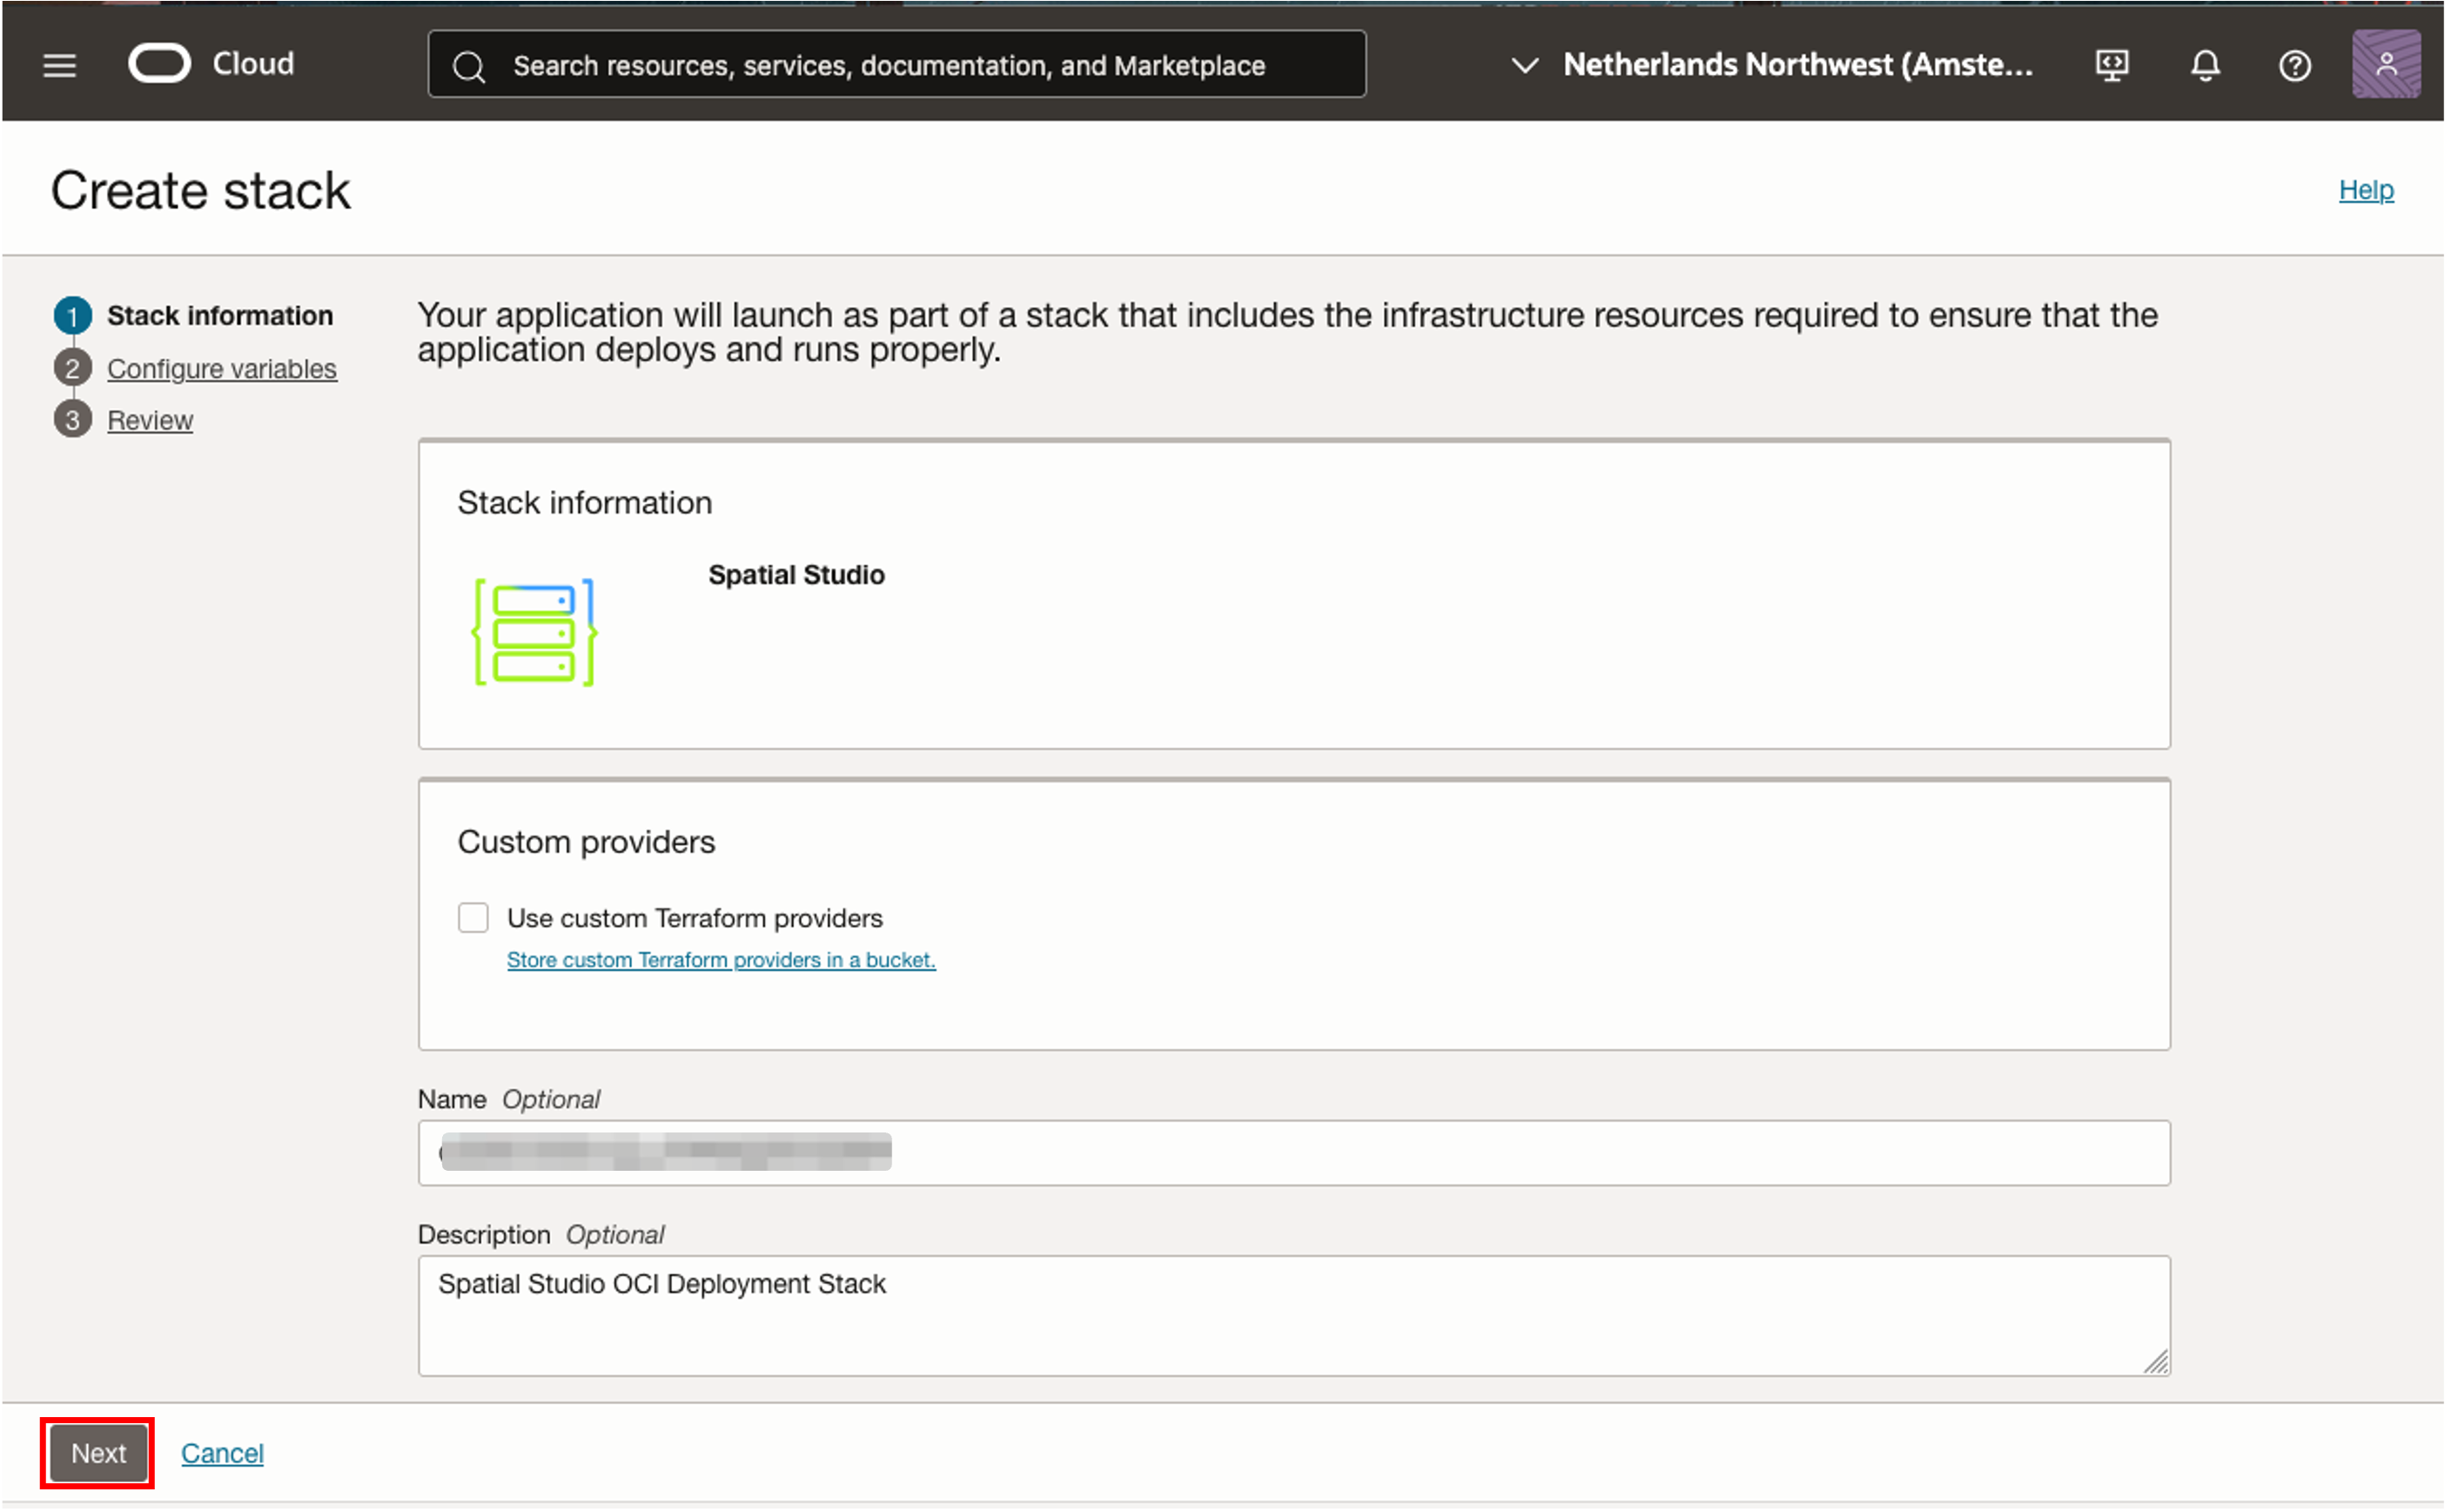 Cloud
Search resources, services, documentation, and Marketplace
Netherlands Northwest (Amste...
Create stack
Help
1 Stack information
2 Configure variables
3 Review
Your application will launch as part of a stack that includes the infrastructure resources required to ensure that the
application deploys and runs properly.
Stack information
Spatial Studio
Custom providers
Use custom Terraform providers
Store custom Terraform providers in a bucket.
Name Optional
Description Optional
Spatial Studio OCI Deployment Stack
Next
Cancel